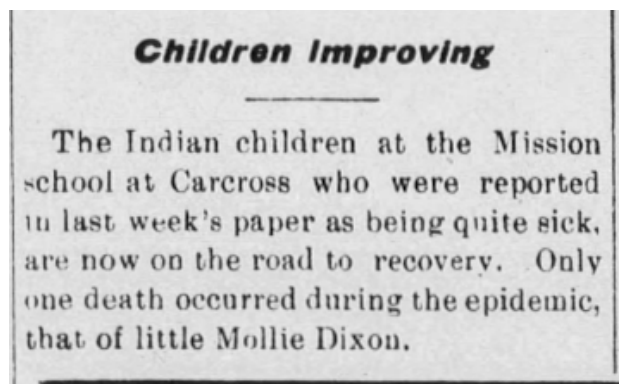 Children Improving
The Indian children at the Mission
school at Carcross who were reported
in last week's paper as being quite sick,
are now on the road to recovery. Only
one death occurred during the epidemic,
that of little Mollie Dixon.